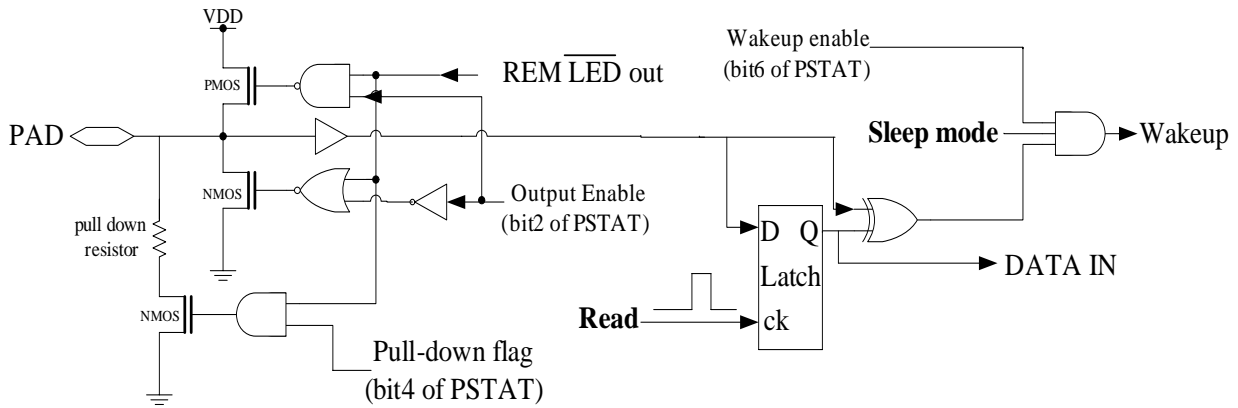 VDD
PMOS
REM LED out
Wakeup enable
(bit6 of PSTAT)
PAD
Sleep mode
Wakeup
NMOS
Output Enable
(bit2 of PSTAT)
pull down
resistor
D Q
Latch
ck
DATA IN
NMOS
Read
Pull-down flag
(bit4 of PSTAT)